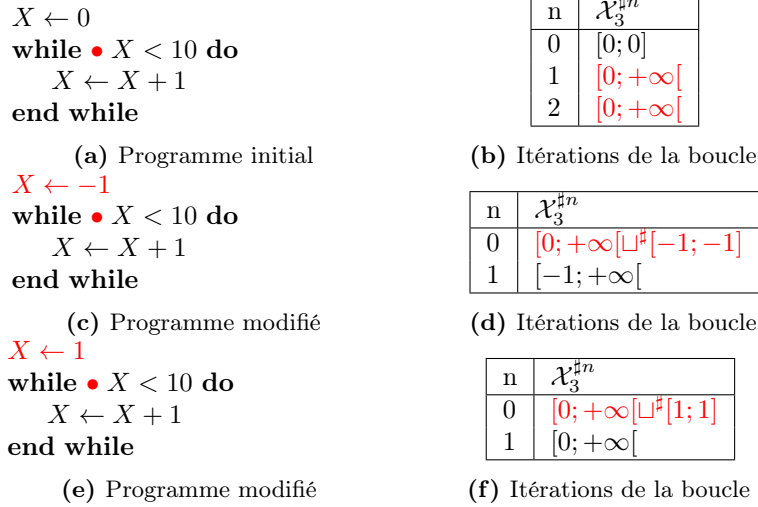 X ← 0
while • X < 10 do
X ← X + 1
end while
(a) Programme initial
n 𝒳₃^{♯n}
0 [0; 0]
1 [0; +∞[
2 [0; +∞[
(b) Itérations de la boucle
X ← −1
while • X < 10 do
X ← X + 1
end while
(c) Programme modifié
n 𝒳₃^{♯n}
0 [0; +∞[⊔♯[−1; −1]
1 [−1; +∞[
(d) Itérations de la boucle
X ← 1
while • X < 10 do
X ← X + 1
end while
(e) Programme modifié
n 𝒳₃^{♯n}
0 [0; +∞[⊔♯[1; 1]
1 [0; +∞[
(f) Itérations de la boucle